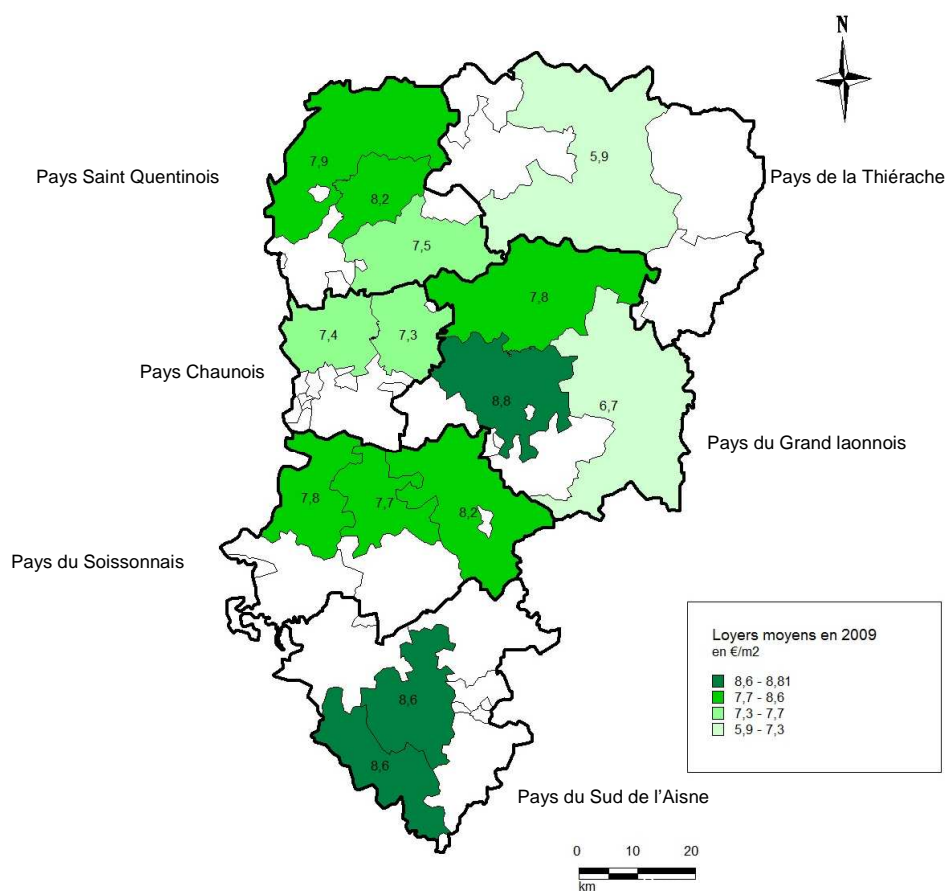 N
7,9
5,9
Pays Saint Quentinois
8,2
Pays de la Thiérache
7,5
7,8
7,4
7,3
Pays Chaunois
8,8
6,7
Pays du Grand laonnois
7,8
7,7
8,2
Pays du Soissonnais
Loyers moyens en 2009
en €/m2
8,6 - 8,81
7,7 - 8,6
7,3 - 7,7
5,9 - 7,3
8,6
8,6
Pays du Sud de l’Aisne
0 10 20
km